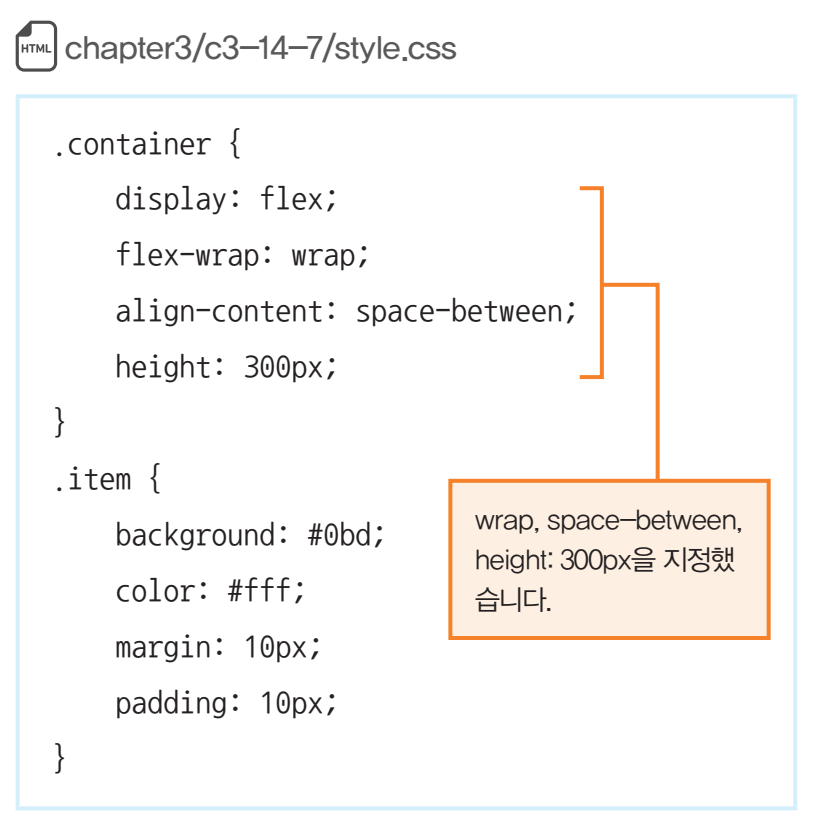 HTML
chapter3/c3-14-7/style.css
.container {
display: flex;
flex-wrap: wrap;
align-content: space-between;
height: 300px;
}
.item {
background: #0bd;
color: #fff;
margin: 10px;
padding: 10px;
}
wrap, space-between,
height: 300px을 지정했
습니다.